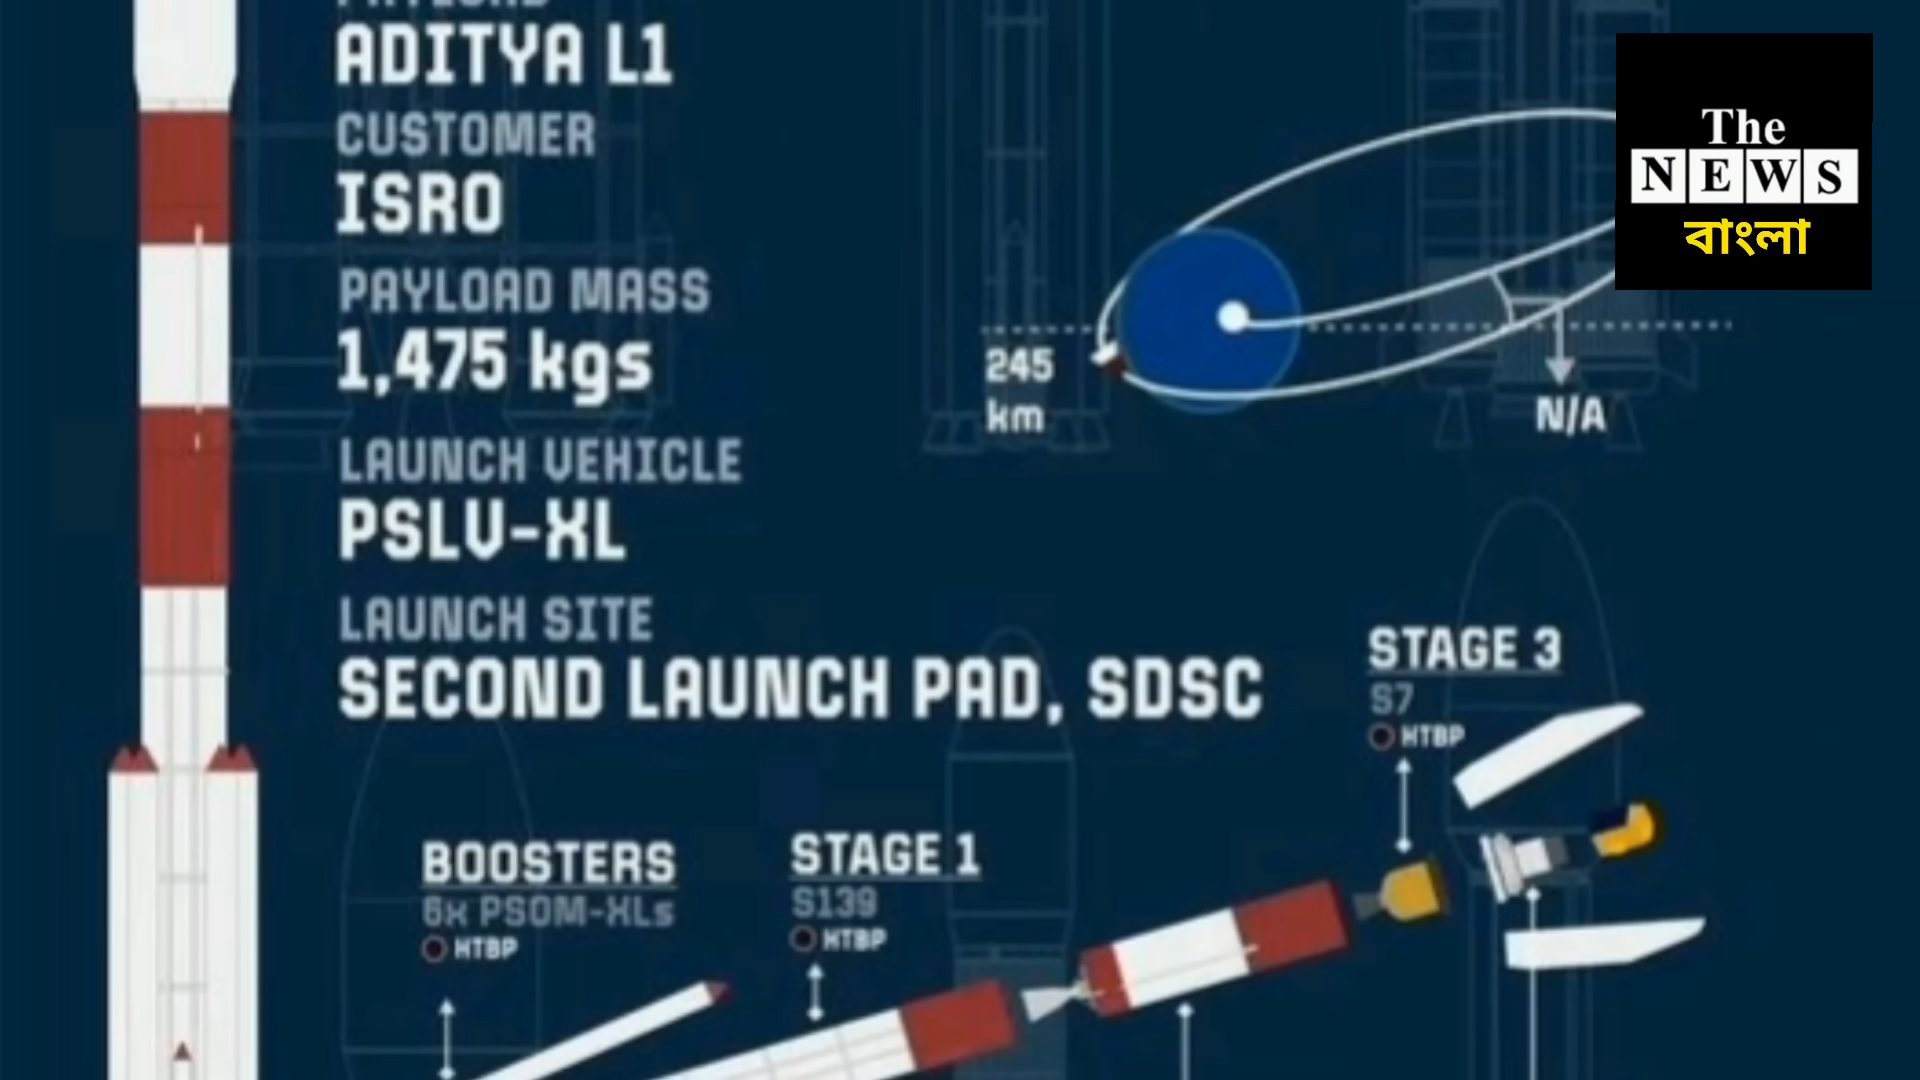 PAYLOAD
ADITYA L1
CUSTOMER
ISRO
PAYLOAD MASS
1,475 kgs
LAUNCH VEHICLE
PSLV-XL
LAUNCH SITE
SECOND LAUNCH PAD, SDSC
245
km
N/A
The
NEWS
বাংলা
STAGE 3
S7
HTBP
BOOSTERS
6x PSOM-XLs
HTBP
STAGE 1
S139
HTBP